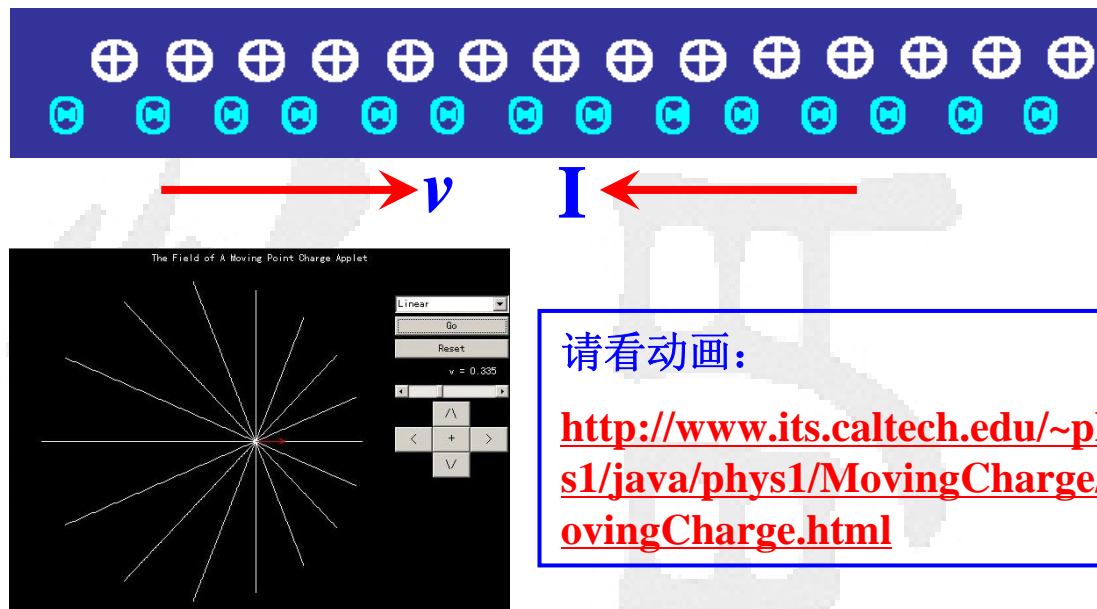 v I
The Field of A Moving Point Charge Applet
Linear
Go
Reset
v = 0.335
/\
< + >
\/
请看动画：
http://www.its.caltech.edu/~p
s1/java/phys1/MovingCharge/
ovingCharge.html